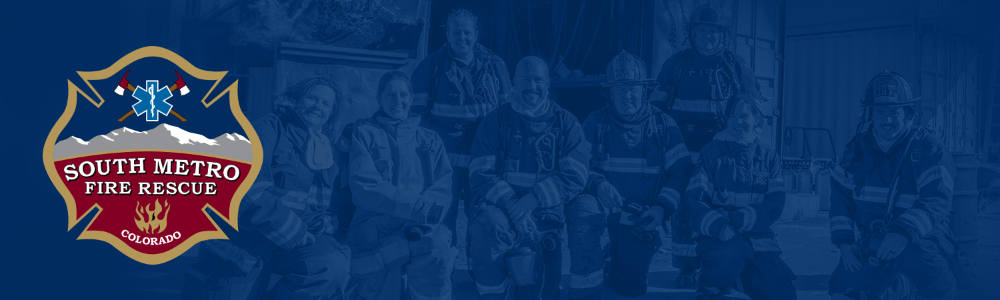 SOUTH METRO
FIRE RESCUE
COLORADO